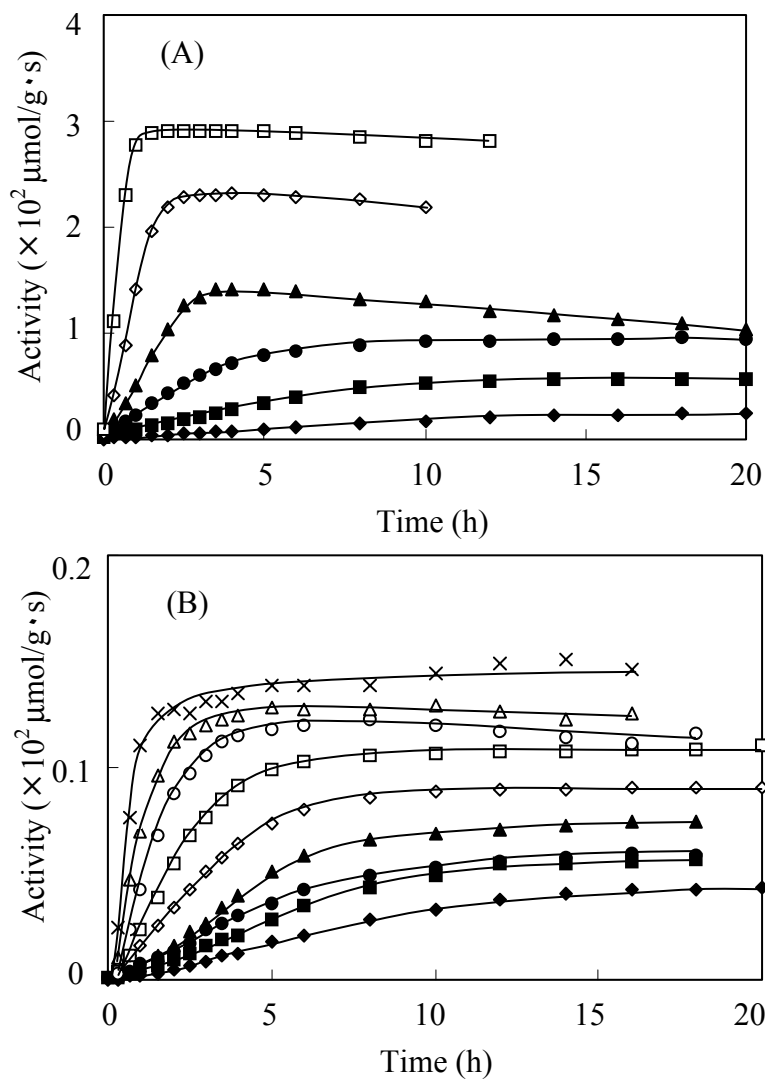 4
(A)
3
2
1
0
Activity (×10² μmol/g·s)
0 5 10 15 20
Time (h)
0.2
(B)
0.1
0
Activity (×10² μmol/g·s)
0 5 10 15 20
Time (h)